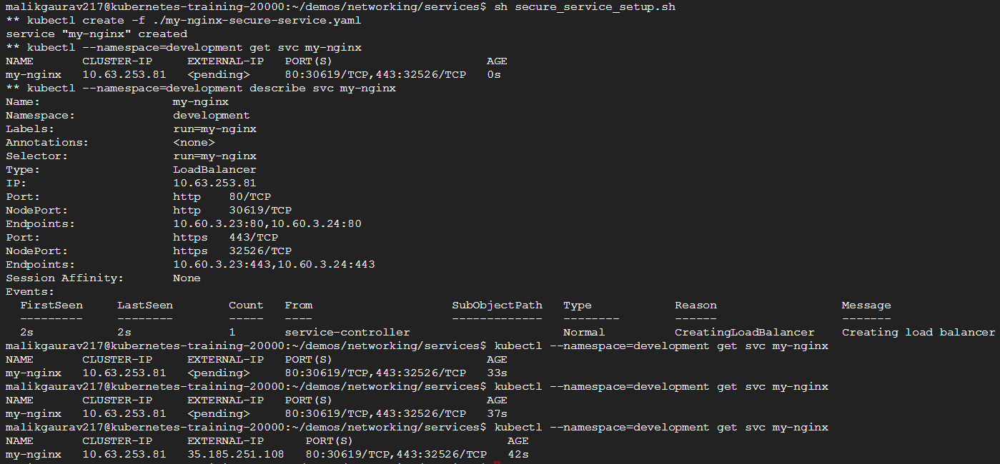 malikgaurav217@kubernetes-training-20000:~/demos/networking/services$ sh secure_service_setup.sh
** kubectl create -f ./my-nginx-secure-service.yaml
service "my-nginx" created
** kubectl --namespace=development get svc my-nginx
NAME       CLUSTER-IP     EXTERNAL-IP   PORT(S)                      AGE
my-nginx   10.63.253.81   <pending>     80:30619/TCP,443:32526/TCP   0s
** kubectl --namespace=development describe svc my-nginx
Name:                   my-nginx
Namespace:              development
Labels:                 run=my-nginx
Annotations:            <none>
Selector:               run=my-nginx
Type:                   LoadBalancer
IP:                     10.63.253.81
Port:                   http    80/TCP
NodePort:               http    30619/TCP
Endpoints:              10.60.3.23:80,10.60.3.24:80
Port:                   https   443/TCP
NodePort:               https   32526/TCP
Endpoints:              10.60.3.23:443,10.60.3.24:443
Session Affinity:       None
Events:
  FirstSeen     LastSeen        Count   From                    SubObjectPath   Type            Reason                  Message
  ---------     --------        -----   ----                    -------------   --------        ------                  -------
  2s            2s              1       service-controller                      Normal          CreatingLoadBalancer    Creating load balancer
malikgaurav217@kubernetes-training-20000:~/demos/networking/services$ kubectl --namespace=development get svc my-nginx
NAME       CLUSTER-IP     EXTERNAL-IP   PORT(S)                      AGE
my-nginx   10.63.253.81   <pending>     80:30619/TCP,443:32526/TCP   33s
malikgaurav217@kubernetes-training-20000:~/demos/networking/services$ kubectl --namespace=development get svc my-nginx
NAME       CLUSTER-IP     EXTERNAL-IP   PORT(S)                      AGE
my-nginx   10.63.253.81   <pending>     80:30619/TCP,443:32526/TCP   37s
malikgaurav217@kubernetes-training-20000:~/demos/networking/services$ kubectl --namespace=development get svc my-nginx
NAME       CLUSTER-IP     EXTERNAL-IP      PORT(S)                      AGE
my-nginx   10.63.253.81   35.185.251.108   80:30619/TCP,443:32526/TCP   42s